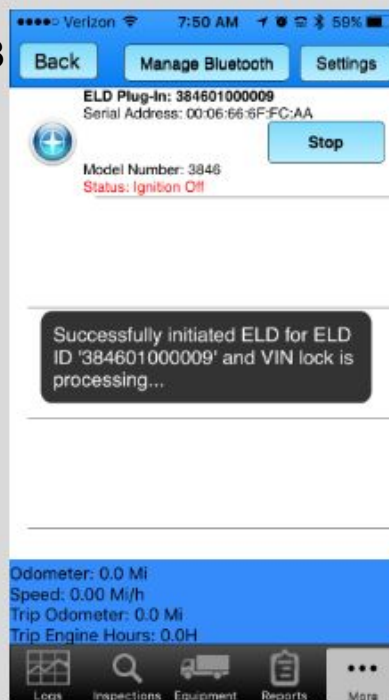 Verizon 7:50 AM 59%
Back Manage Bluetooth Settings
ELD Plug-In: 384601000009
Serial Address: 00:06:66:6F:FC:AA
Stop
Model Number: 3846
Status: Ignition Off
Successfully initiated ELD for ELD
ID '384601000009' and VIN lock is
processing...
Odometer: 0.0 Mi
Speed: 0.00 Mi/h
Trip Odometer: 0.0 Mi
Trip Engine Hours: 0.0H
Logs Inspections Equipment Reports More